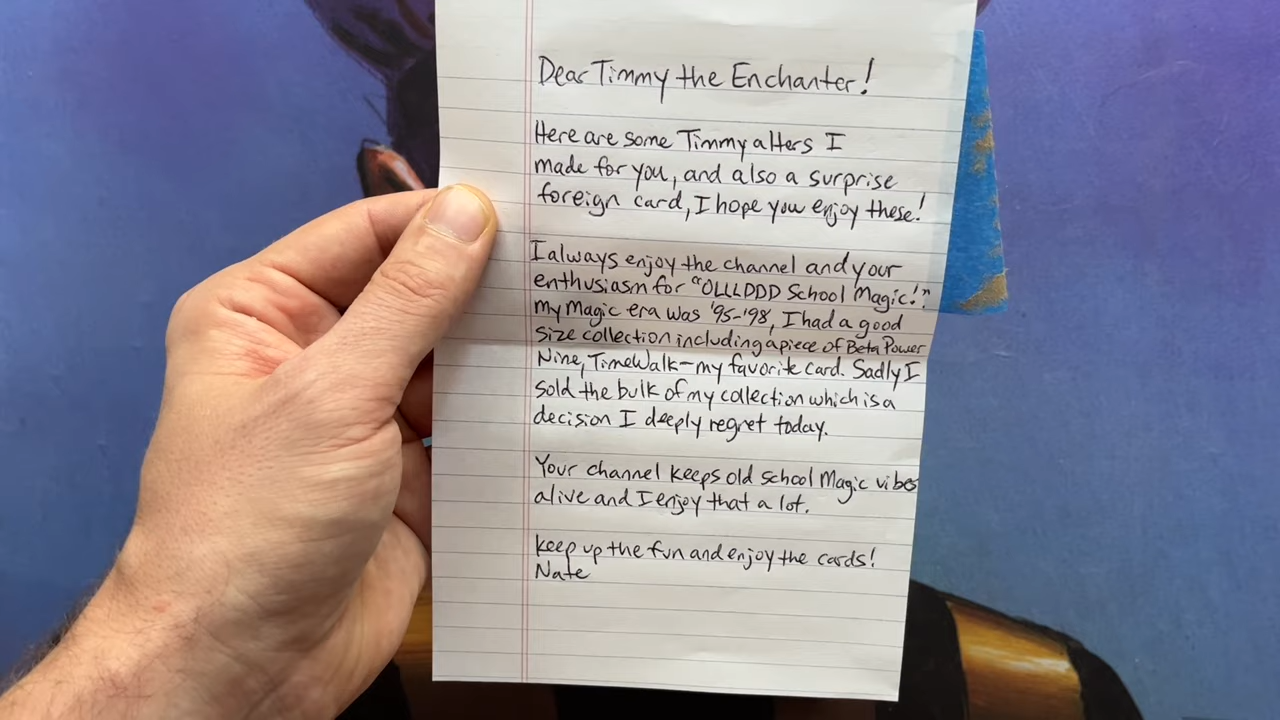 Dear Timmy the Enchanter!
Here are some Timmy alters I
made for you, and also a surprise
foreign card, I hope you enjoy these!
I always enjoy the channel and your
enthusiasm for "OLLLDDD School Magic!"
my Magic era was '95-'98, I had a good
size collection including a piece of Beta Power
Nine, Time Walk-my favorite card. Sadly I
sold the bulk of my collection which is a
decision I deeply regret today.
Your channel keeps old school Magic vibes
alive and I enjoy that a lot.
Keep up the fun and enjoy the cards!
Nate